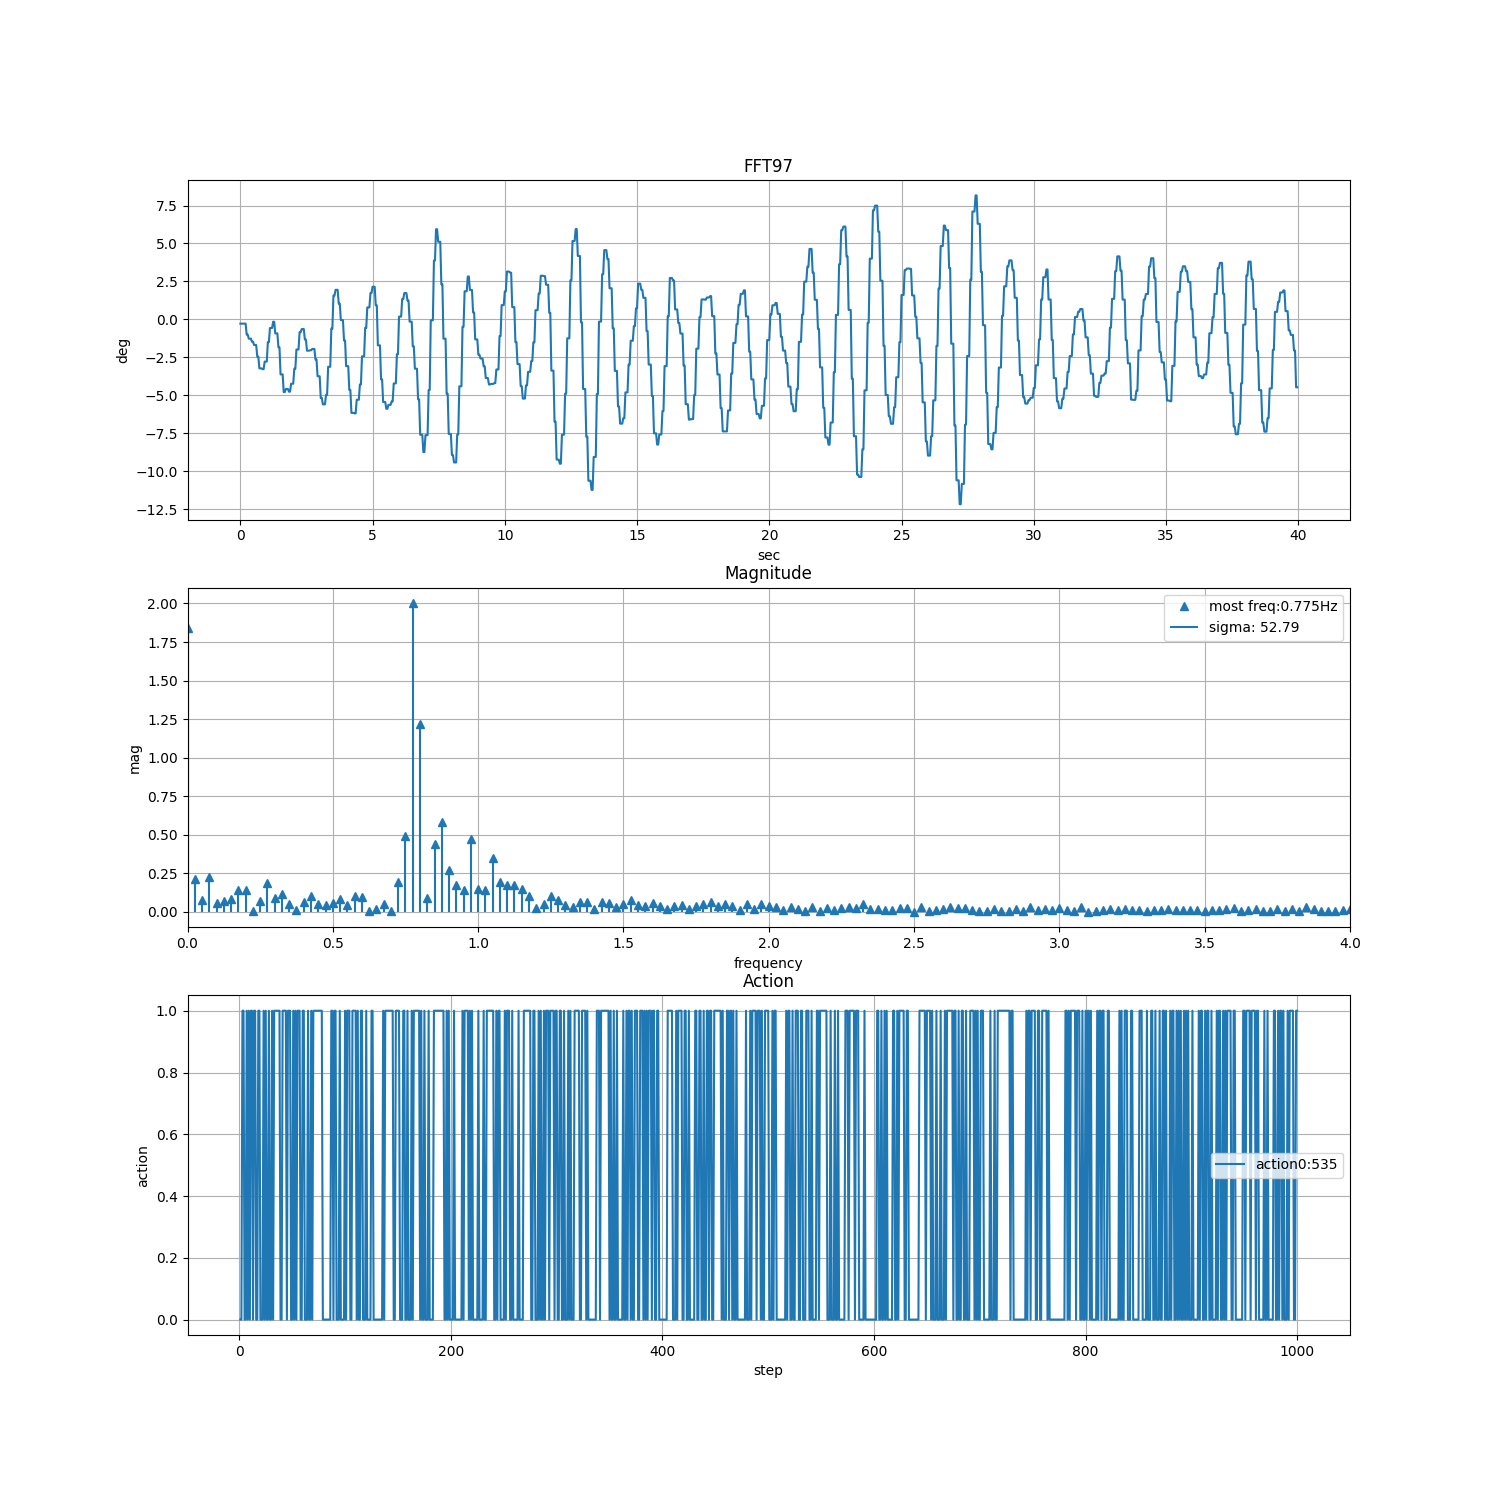 FFT97
7.5
5.0
2.5
0.0
−2.5
−5.0
−7.5
−10.0
−12.5
deg
0 5 10 15 20 25 30 35 40
sec
Magnitude
2.00
1.75
1.50
1.25
1.00
0.75
0.50
0.25
0.00
mag
most freq:0.775Hz
sigma: 52.79
0.0 0.5 1.0 1.5 2.0 2.5 3.0 3.5 4.0
frequency
Action
1.0
0.8
0.6
0.4
0.2
0.0
action
action0:535
0 200 400 600 800 1000
step